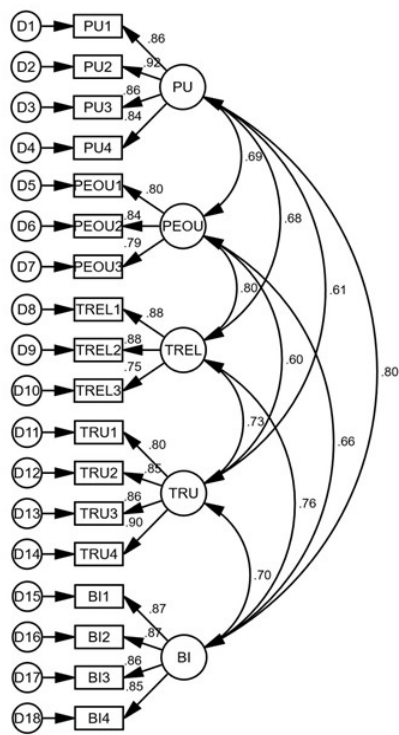 D1 PU1 .86
D2 PU2 .92
PU
D3 PU3 .86
D4 PU4 .84
.69
D5 PEOU1 .80
D6 PEOU2 .84 PEOU .68
D7 PEOU3 .79
.80 .61
D8 TREL1 .88
D9 TREL2 .88 TREL .60
D10 TREL3 .75
.80
.73 .66
D11 TRU1 .80
D12 TRU2 .85
TRU .76
D13 TRU3 .86
D14 TRU4 .90
.70
D15 BI1 .87
D16 BI2 .87
BI
D17 BI3 .86
D18 BI4 .85